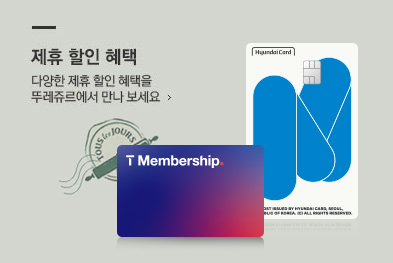 제휴 할인 혜택
다양한 제휴 할인 혜택을
뚜레쥬르에서 만나 보세요 >
HyundaiCard
TOUS les JOURS
T Membership.
ISSUED BY HYUNDAI CARD, SEOUL,
OF KOREA. (C) ALL RIGHTS RESERVED.